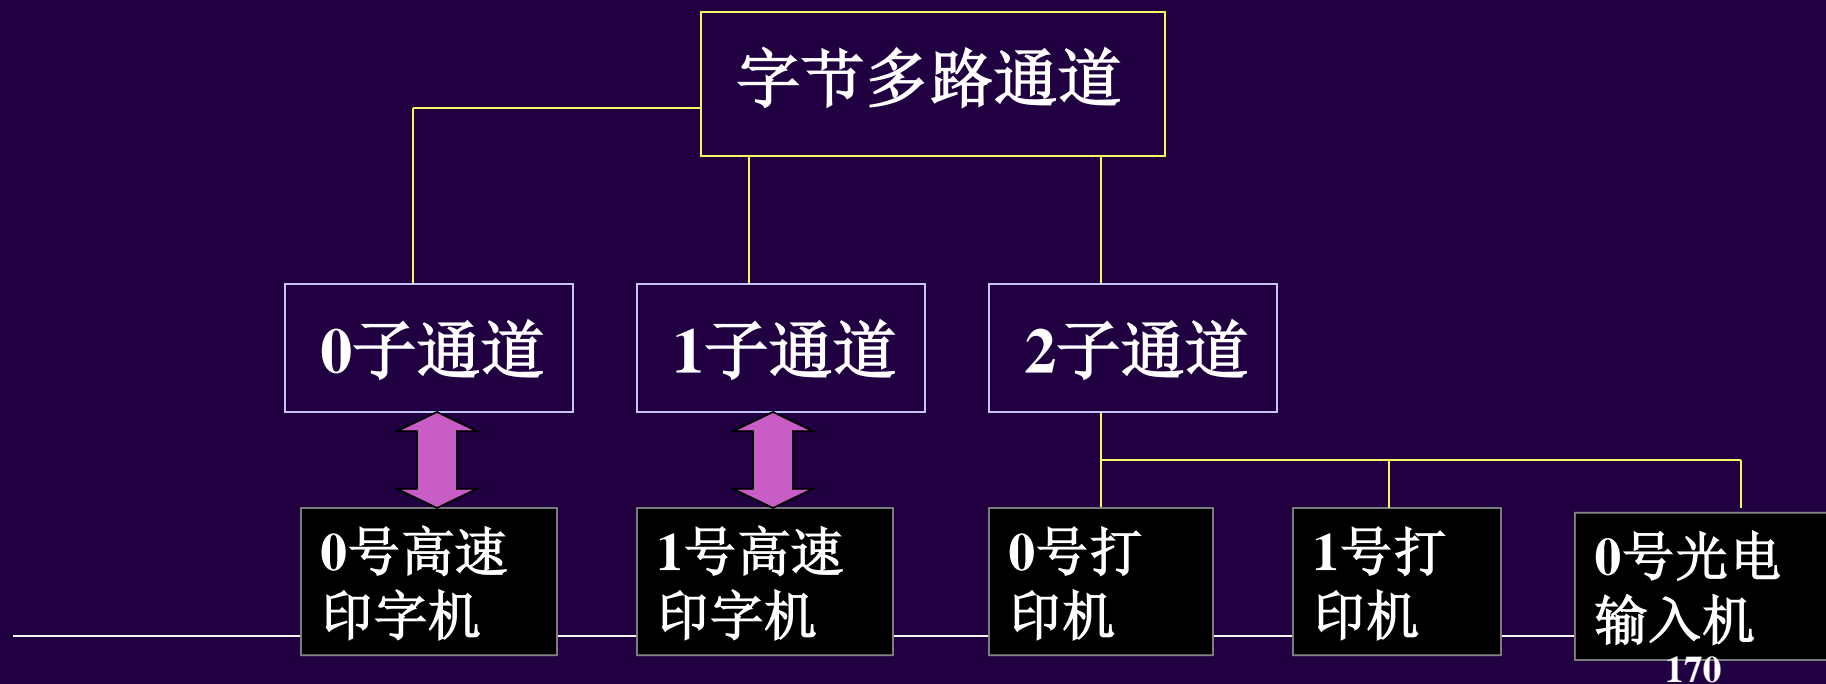 字节多路通道
0子通道
1子通道
2子通道
0号高速
印字机
1号高速
印字机
0号打
印机
1号打
印机
0号光电
输入机
170